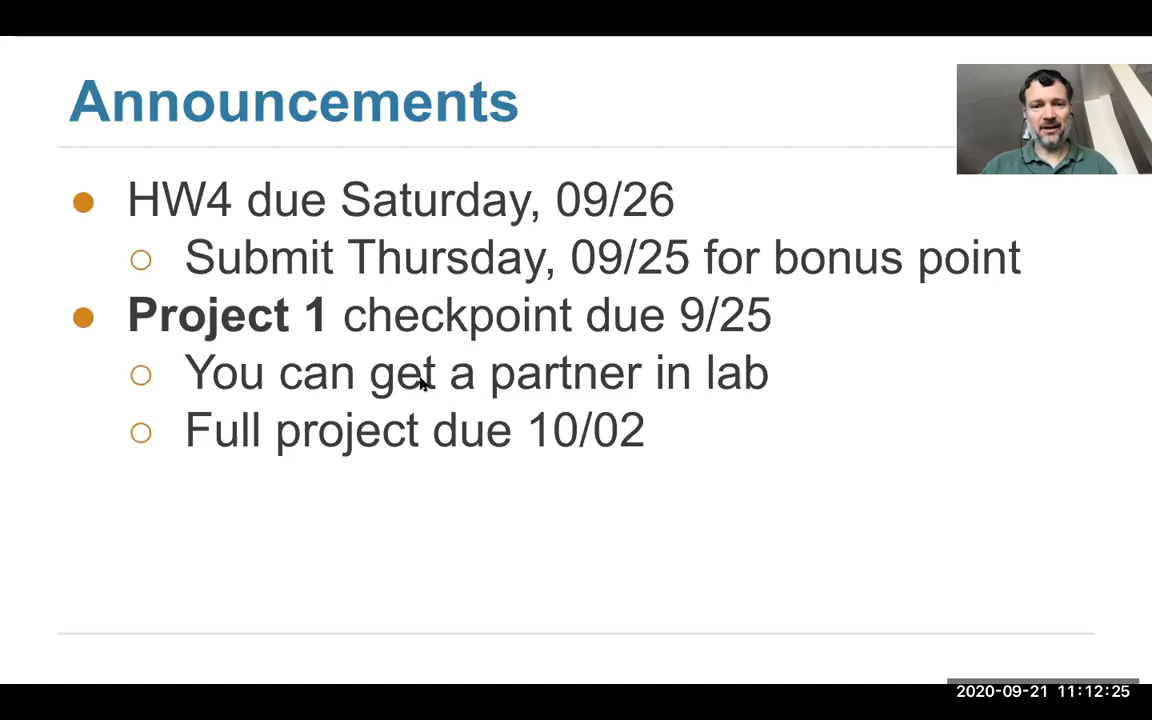 Announcements
HW4 due Saturday, 09/26
Submit Thursday, 09/25 for bonus point
Project 1 checkpoint due 9/25
You can get a partner in lab
Full project due 10/02
2020-09-21 11:12:25